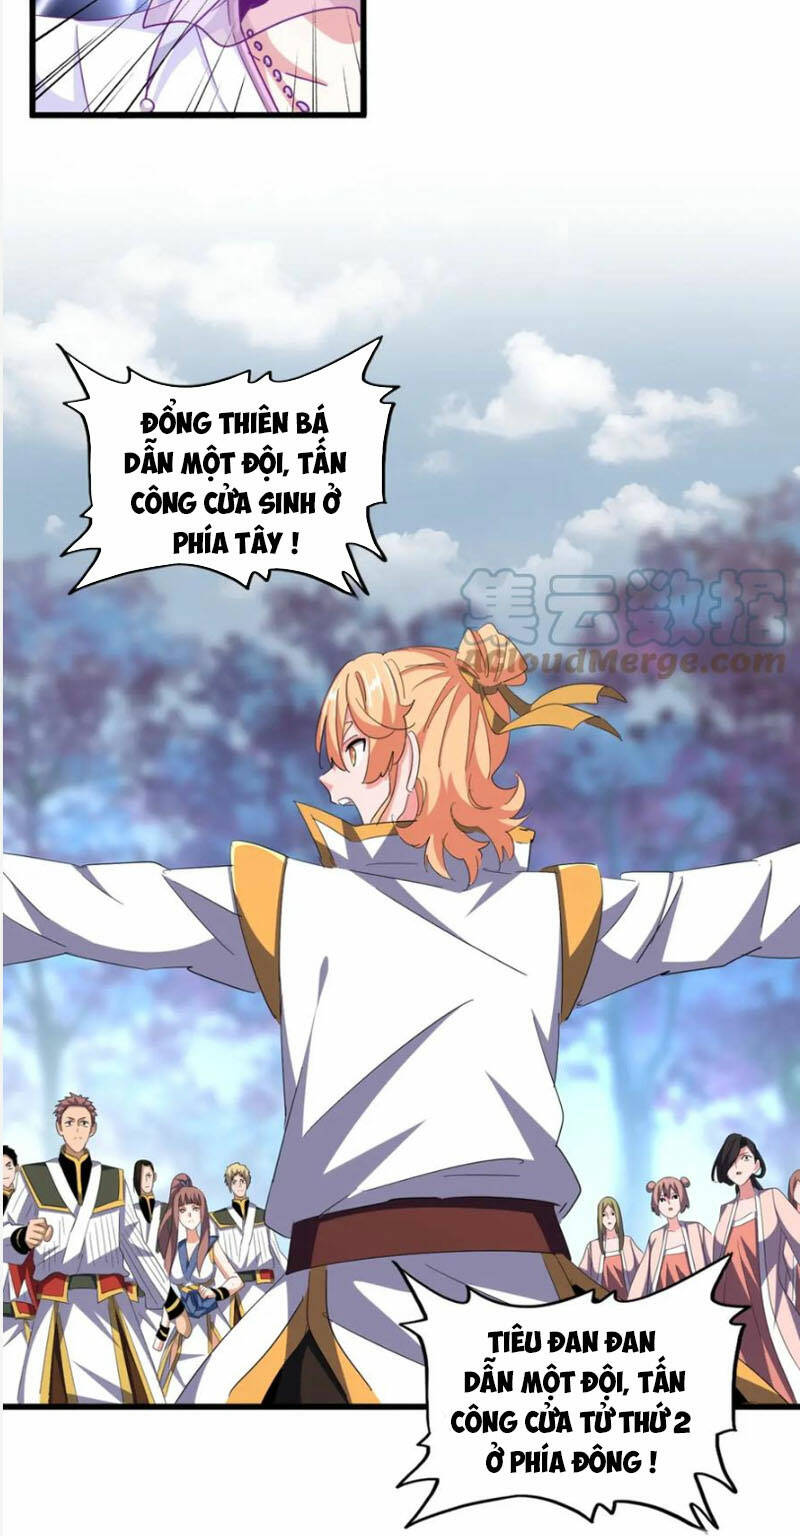 ĐỔNG THIÊN BÁ
DẪN MỘT ĐỘI, TẤN
CÔNG CỬA SINH Ở
PHÍA TÂY !
集云数据
AcloudMerge.com
TIÊU ĐAN ĐAN
DẪN MỘT ĐỘI, TẤN
CÔNG CỬA TỬ THỨ 2
Ở PHÍA ĐÔNG !